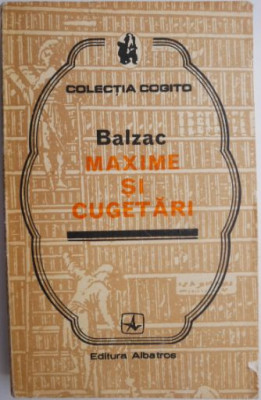 COLECȚIA COGITO
Balzac
MAXIME
ȘI
CUGETĂRI
Editura Albatros